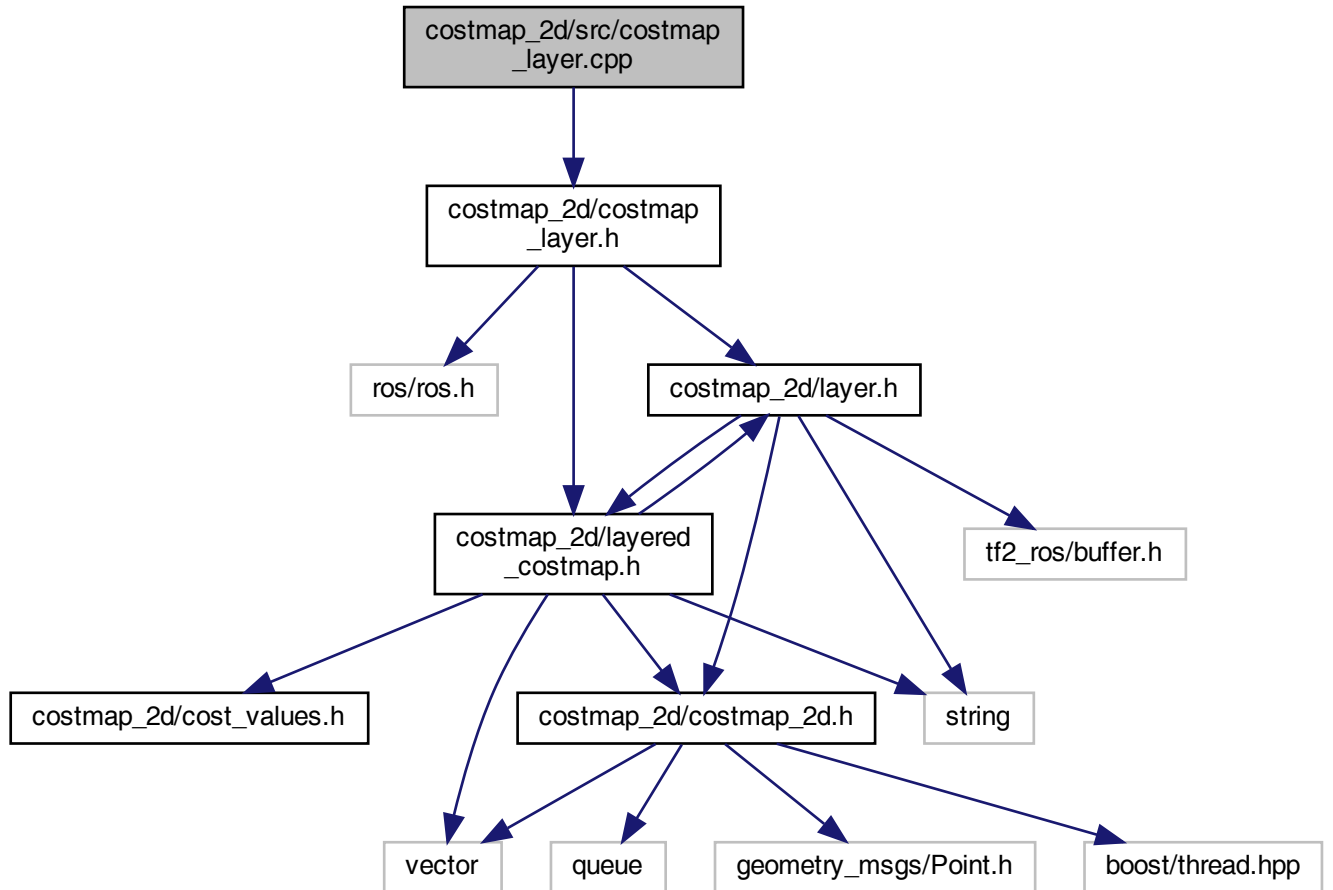 costmap_2d/src/costmap
_layer.cpp
costmap_2d/costmap
_layer.h
ros/ros.h
costmap_2d/layer.h
costmap_2d/layered
_costmap.h
tf2_ros/buffer.h
costmap_2d/cost_values.h
costmap_2d/costmap_2d.h
string
vector
queue
geometry_msgs/Point.h
boost/thread.hpp